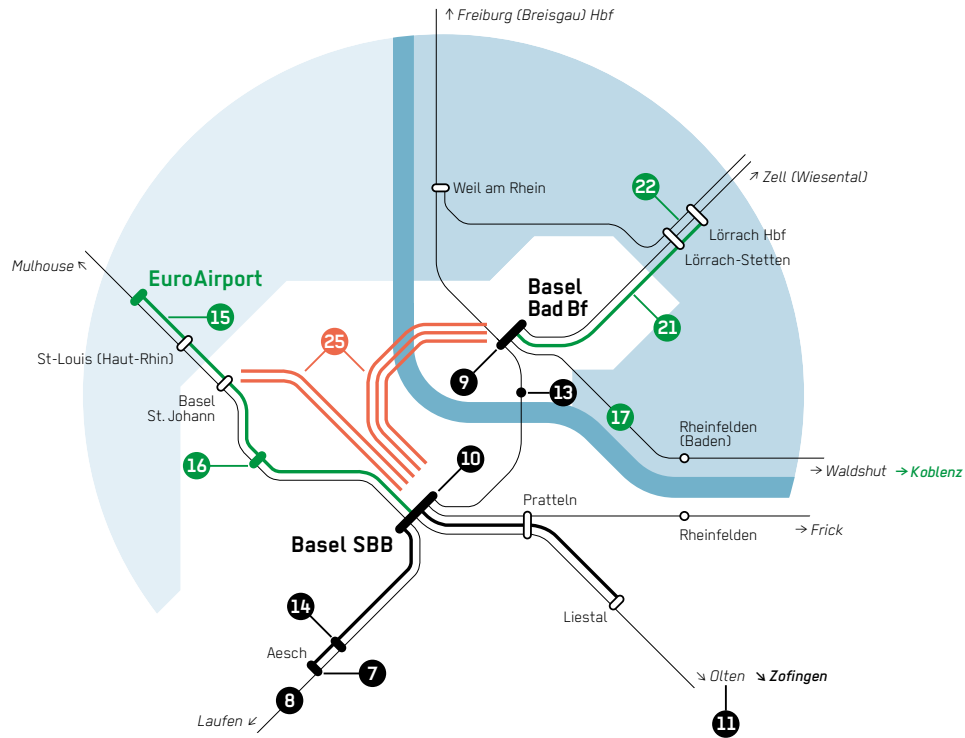 ↑ Freiburg (Breisgau) Hbf
↗ Zell (Wiesental)
22
Weil am Rhein
Lörrach Hbf
Lörrach-Stetten
Mulhouse ↖
EuroAirport
Basel
Bad Bf
15
21
25
St-Louis (Haut-Rhin)
9
13
Basel
St. Johann
17
Rheinfelden
(Baden)
16
10
→ Waldshut → Koblenz
Pratteln
Basel SBB
Rheinfelden
→ Frick
14
Liestal
Aesch
7
8
↘ Olten ↘ Zofingen
Laufen ↙
11